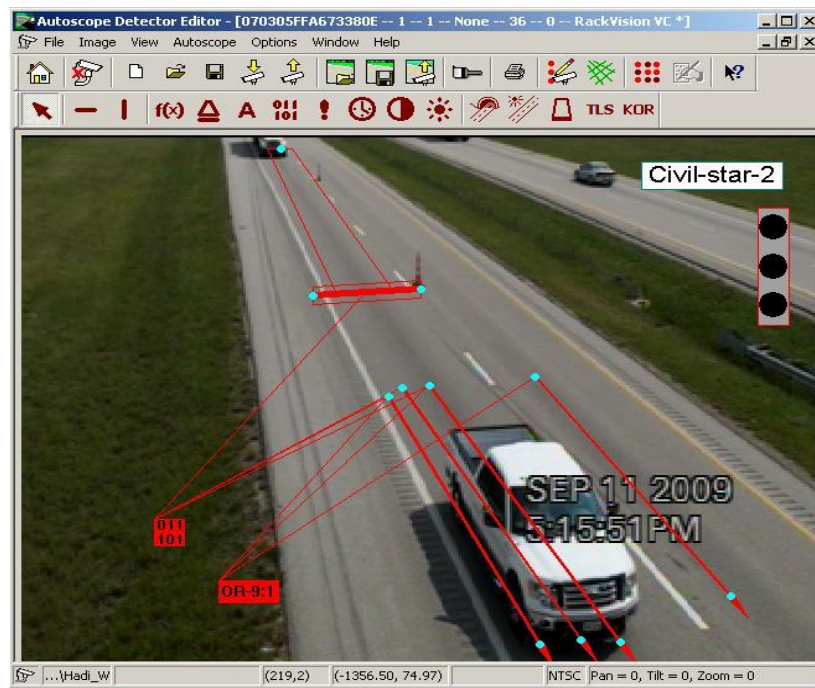 Autoscope Detector Editor - [070305FFA673380E -- 1 -- 1 -- None -- 36 -- 0 -- RackVision VC *]
File Image View Autoscope Options Window Help
f(x) A 011 101 TLS KOR
Civil-star-2
SEP 11 2009
5:15:51PM
011
101
OR-9:1
...\Hadi_W (219,2) (-1356.50, 74.97) NTSC Pan = 0, Tilt = 0, Zoom = 0